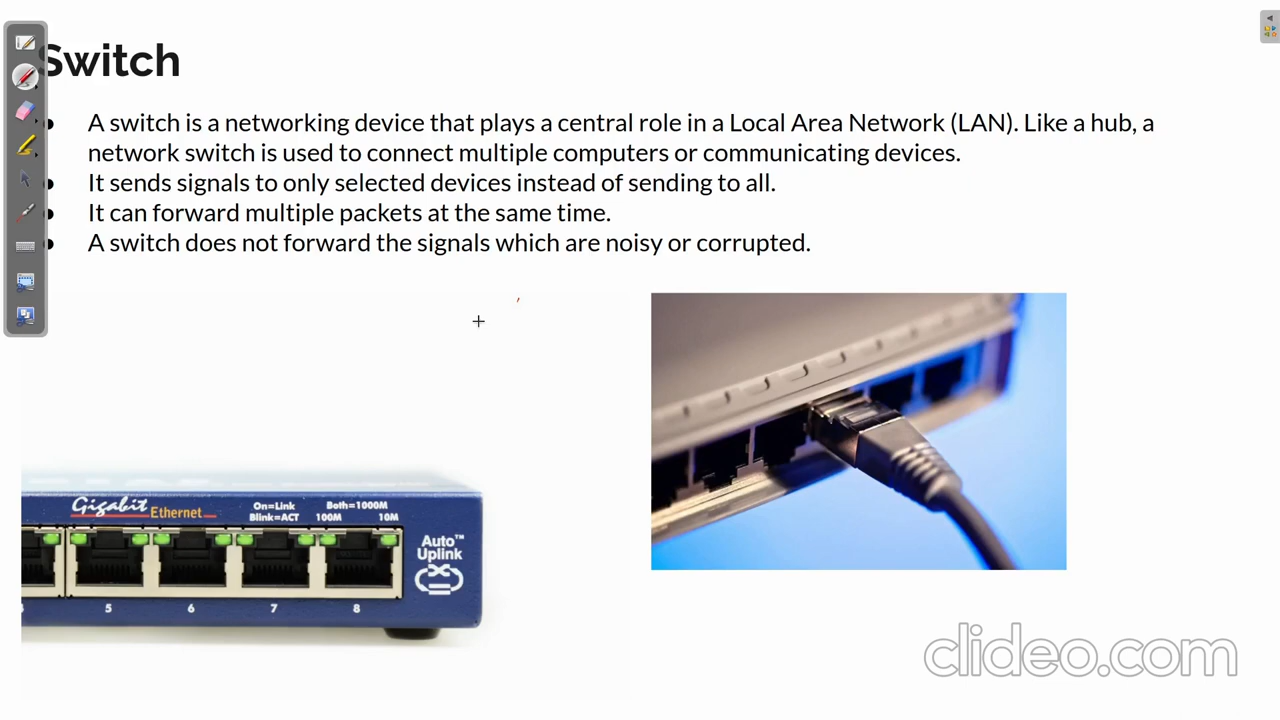 Switch
● A switch is a networking device that plays a central role in a Local Area Network (LAN). Like a hub, a
network switch is used to connect multiple computers or communicating devices.
● It sends signals to only selected devices instead of sending to all.
● It can forward multiple packets at the same time.
● A switch does not forward the signals which are noisy or corrupted.
Gigabit Ethernet
On=Link Both=1000M
Blink=ACT 100M 10M
Auto™
Uplink
5 6 7 8
clideo.com